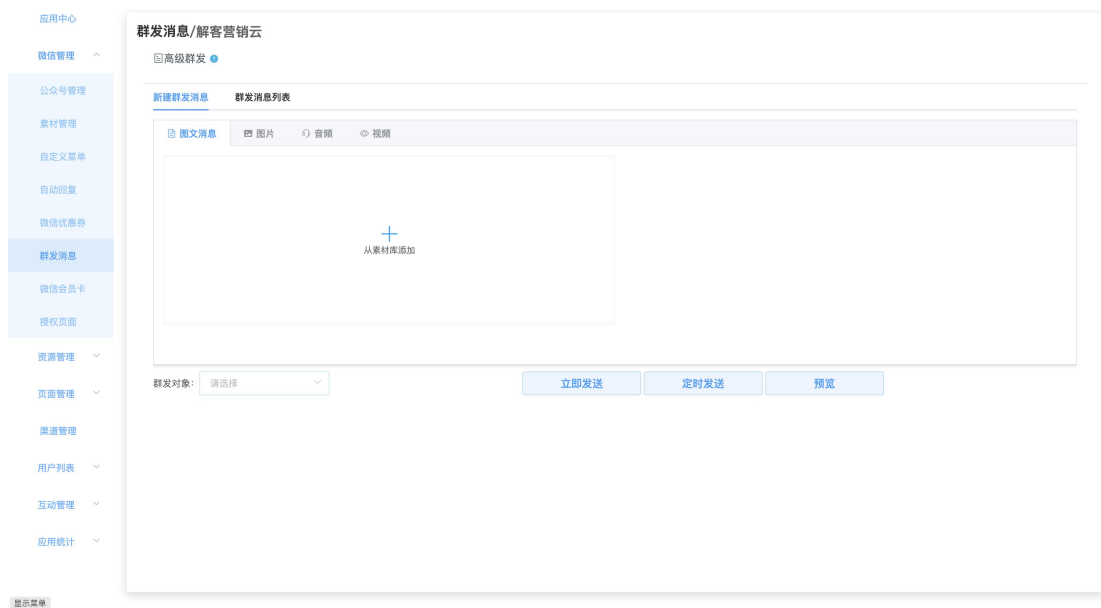 应用中心
微信管理
公众号管理
素材管理
自定义菜单
自动回复
微信优惠券
群发消息
微信会员卡
授权页面
资源管理
页面管理
渠道管理
用户列表
互动管理
应用统计
显示菜单
群发消息/解客营销云
高级群发
新建群发消息 群发消息列表
图文消息 图片 音频 视频
从素材库添加
群发对象: 请选择 立即发送 定时发送 预览